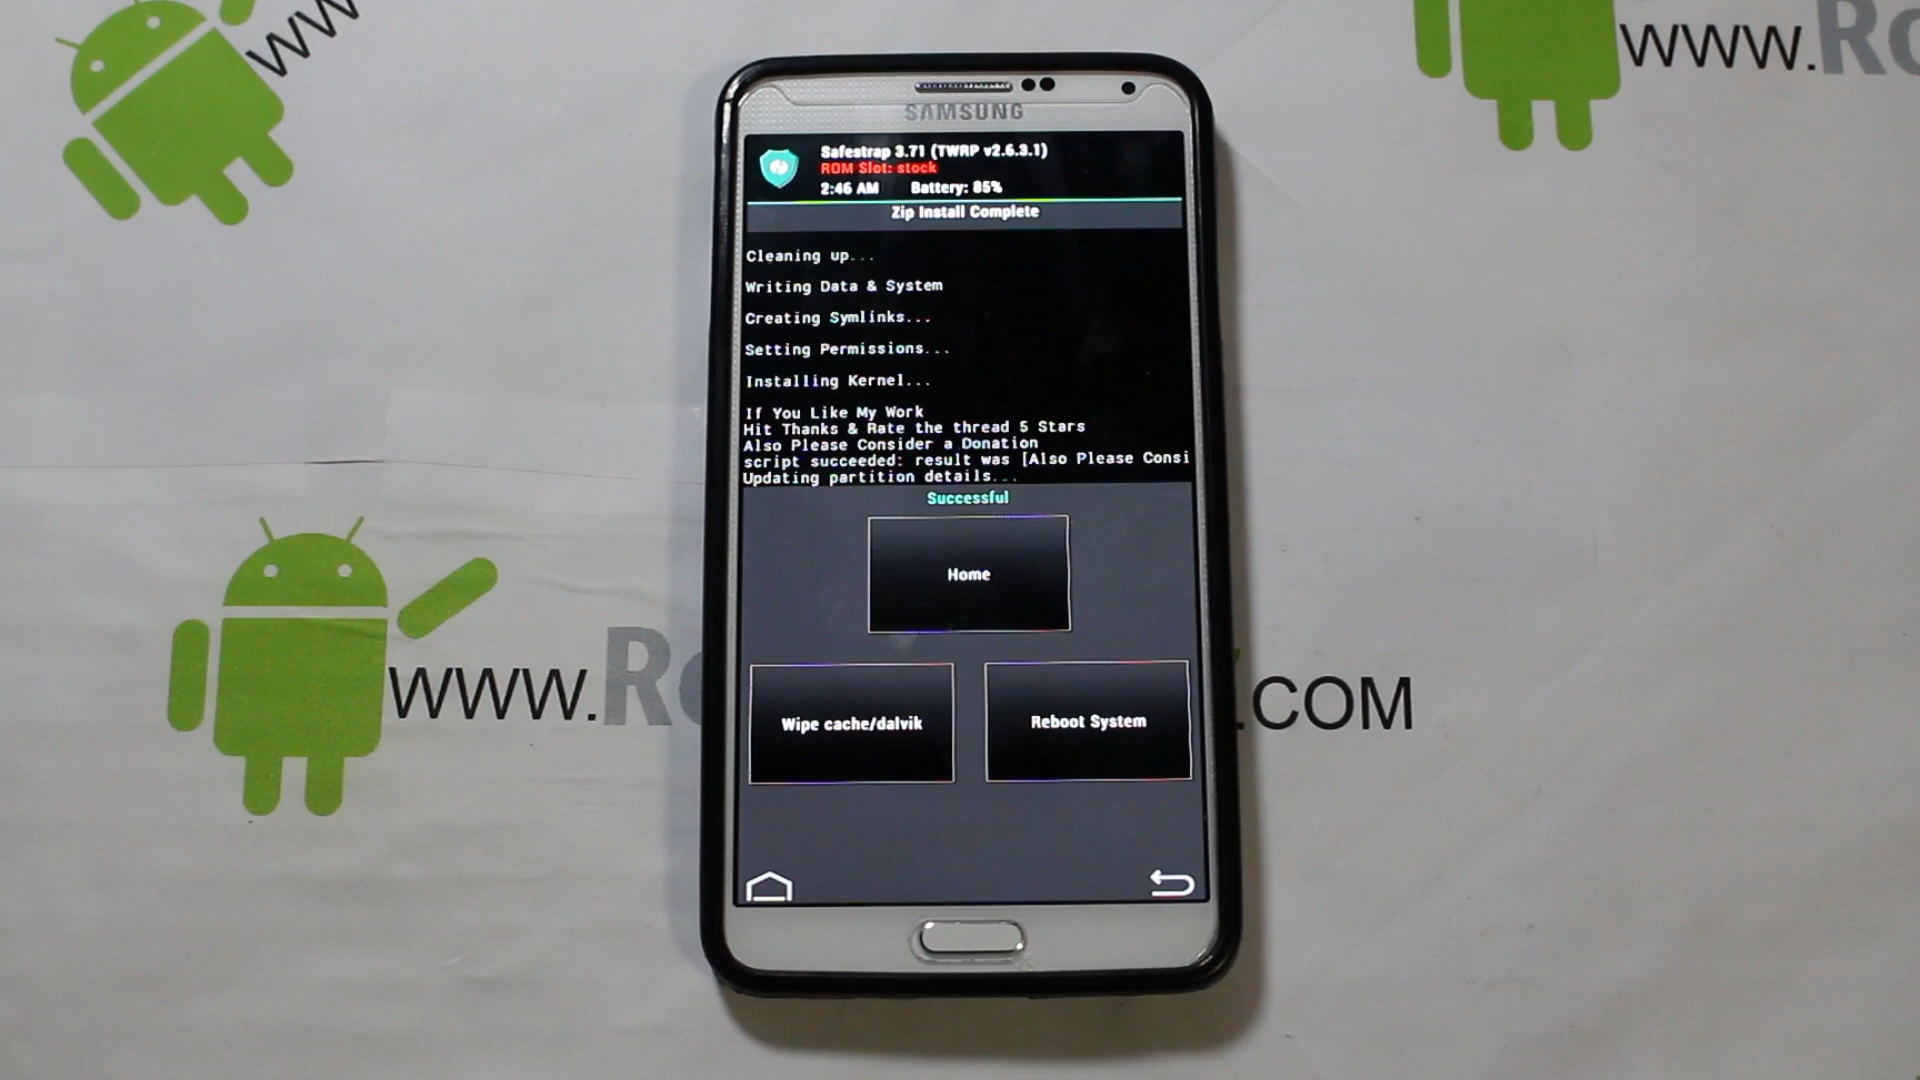 www
www.Ro
SAMSUNG
Safestrap 3.71 (TWRP v2.6.3.1)
ROM Slot: stock
2:46 AM Battery: 85%
Zip Install Complete
Cleaning up...
Writing Data & System
Creating Symlinks...
Setting Permissions...
Installing Kernel...
If You Like My Work
Hit Thanks & Rate the thread 5 Stars
Also Please Consider a Donation
script succeeded: result was [Also Please Consi
Updating partition details...
Successful
Home
www.Ro .COM
Wipe cache/dalvik
Reboot System